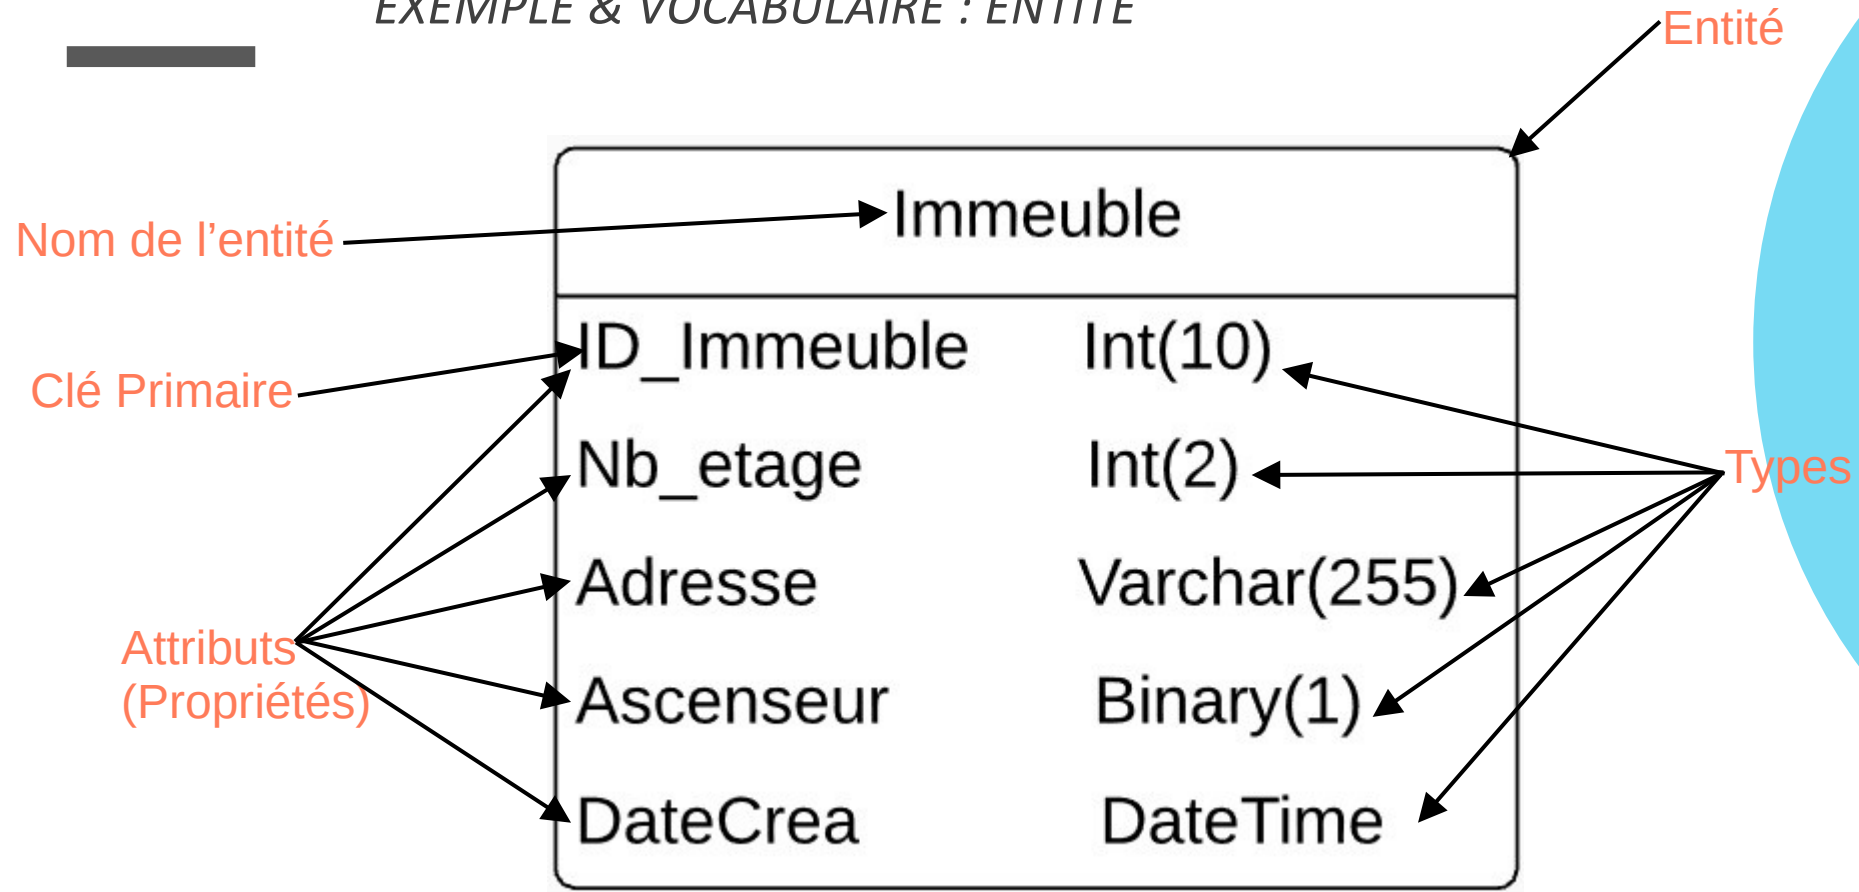 EXEMPLE & VOCABULAIRE : ENTITÉ
Entité
Immeuble
Nom de l'entité
ID_Immeuble Int(10)
Clé Primaire
Nb_etage Int(2)
Types
Adresse Varchar(255)
Attributs
(Propriétés)
Ascenseur Binary(1)
DateCrea DateTime